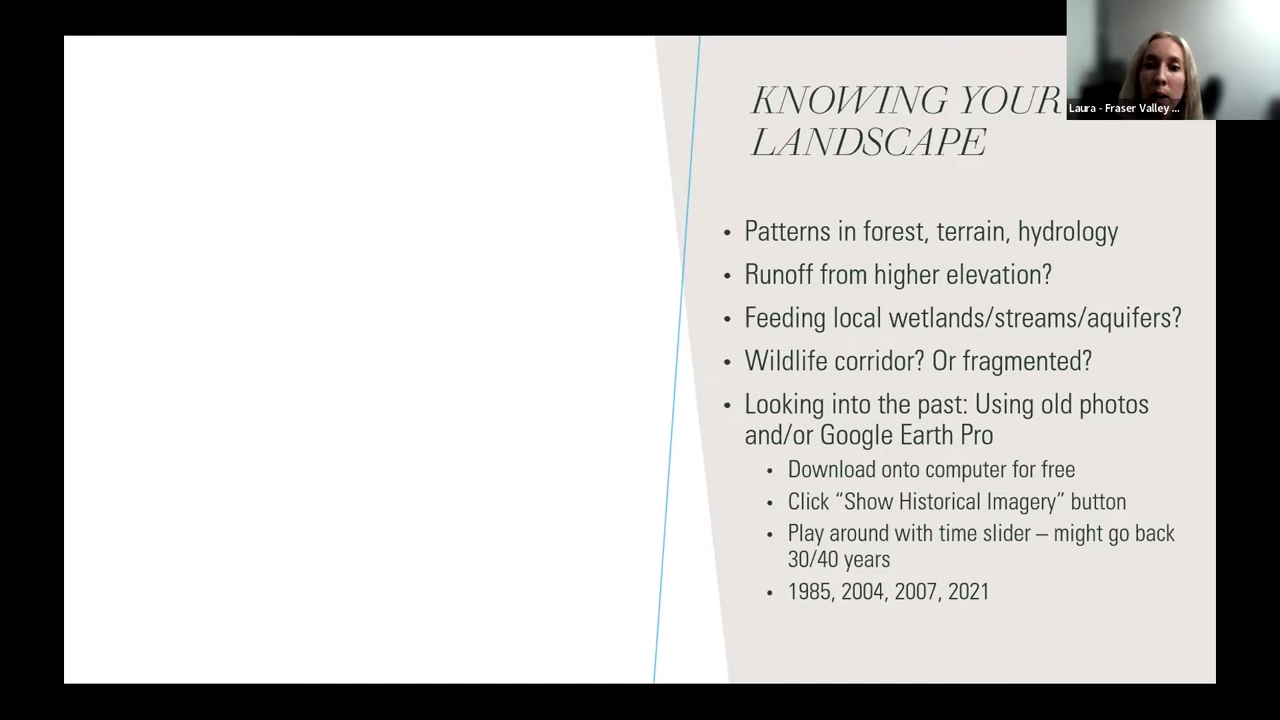 KNOWING YOUR
LANDSCAPE
Laura - Fraser Valley ...
• Patterns in forest, terrain, hydrology
• Runoff from higher elevation?
• Feeding local wetlands/streams/aquifers?
• Wildlife corridor? Or fragmented?
• Looking into the past: Using old photos
and/or Google Earth Pro
• Download onto computer for free
• Click “Show Historical Imagery” button
• Play around with time slider – might go back
30/40 years
• 1985, 2004, 2007, 2021